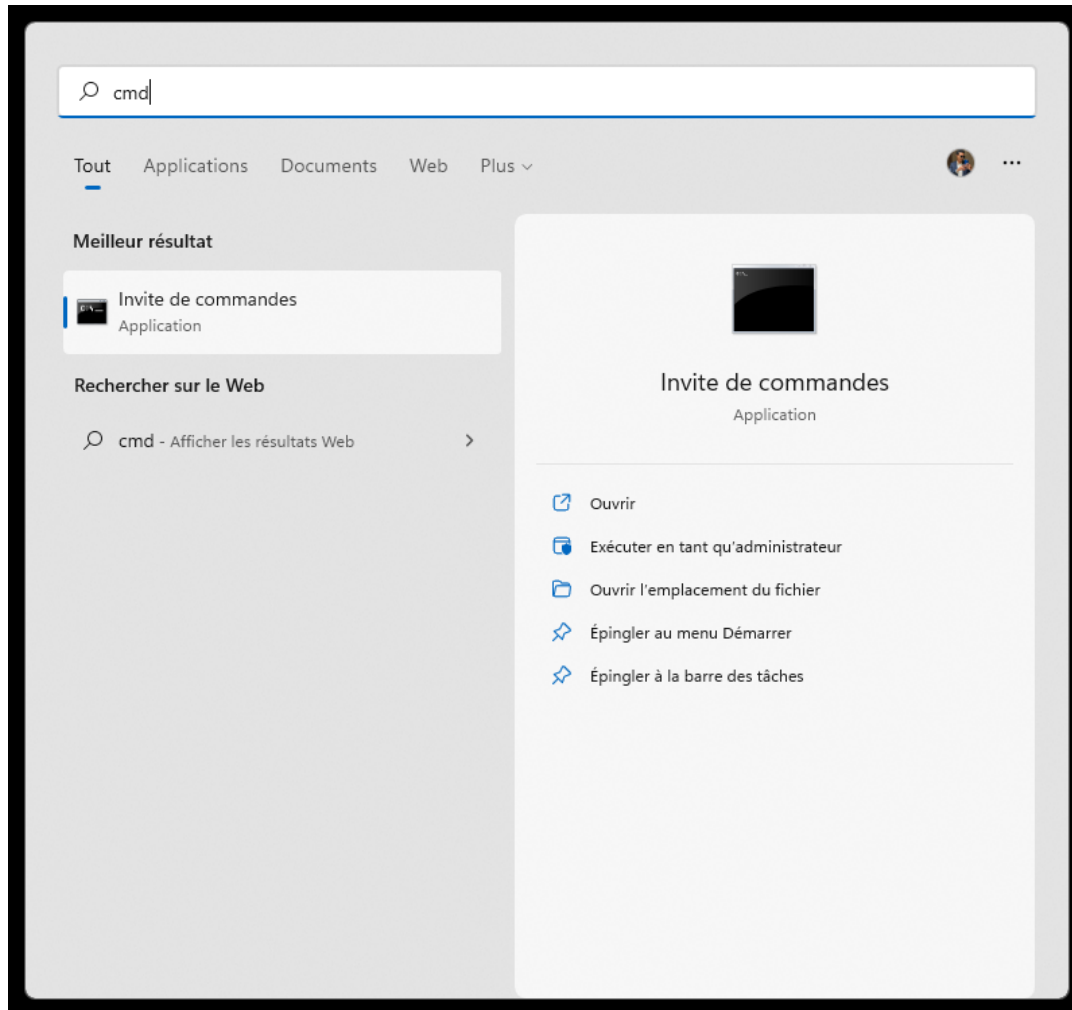 cmd
Tout Applications Documents Web Plus
Meilleur résultat
Invite de commandes
Application
Rechercher sur le Web
cmd - Afficher les résultats Web
Invite de commandes
Application
Ouvrir
Exécuter en tant qu'administrateur
Ouvrir l'emplacement du fichier
Épingler au menu Démarrer
Épingler à la barre des tâches